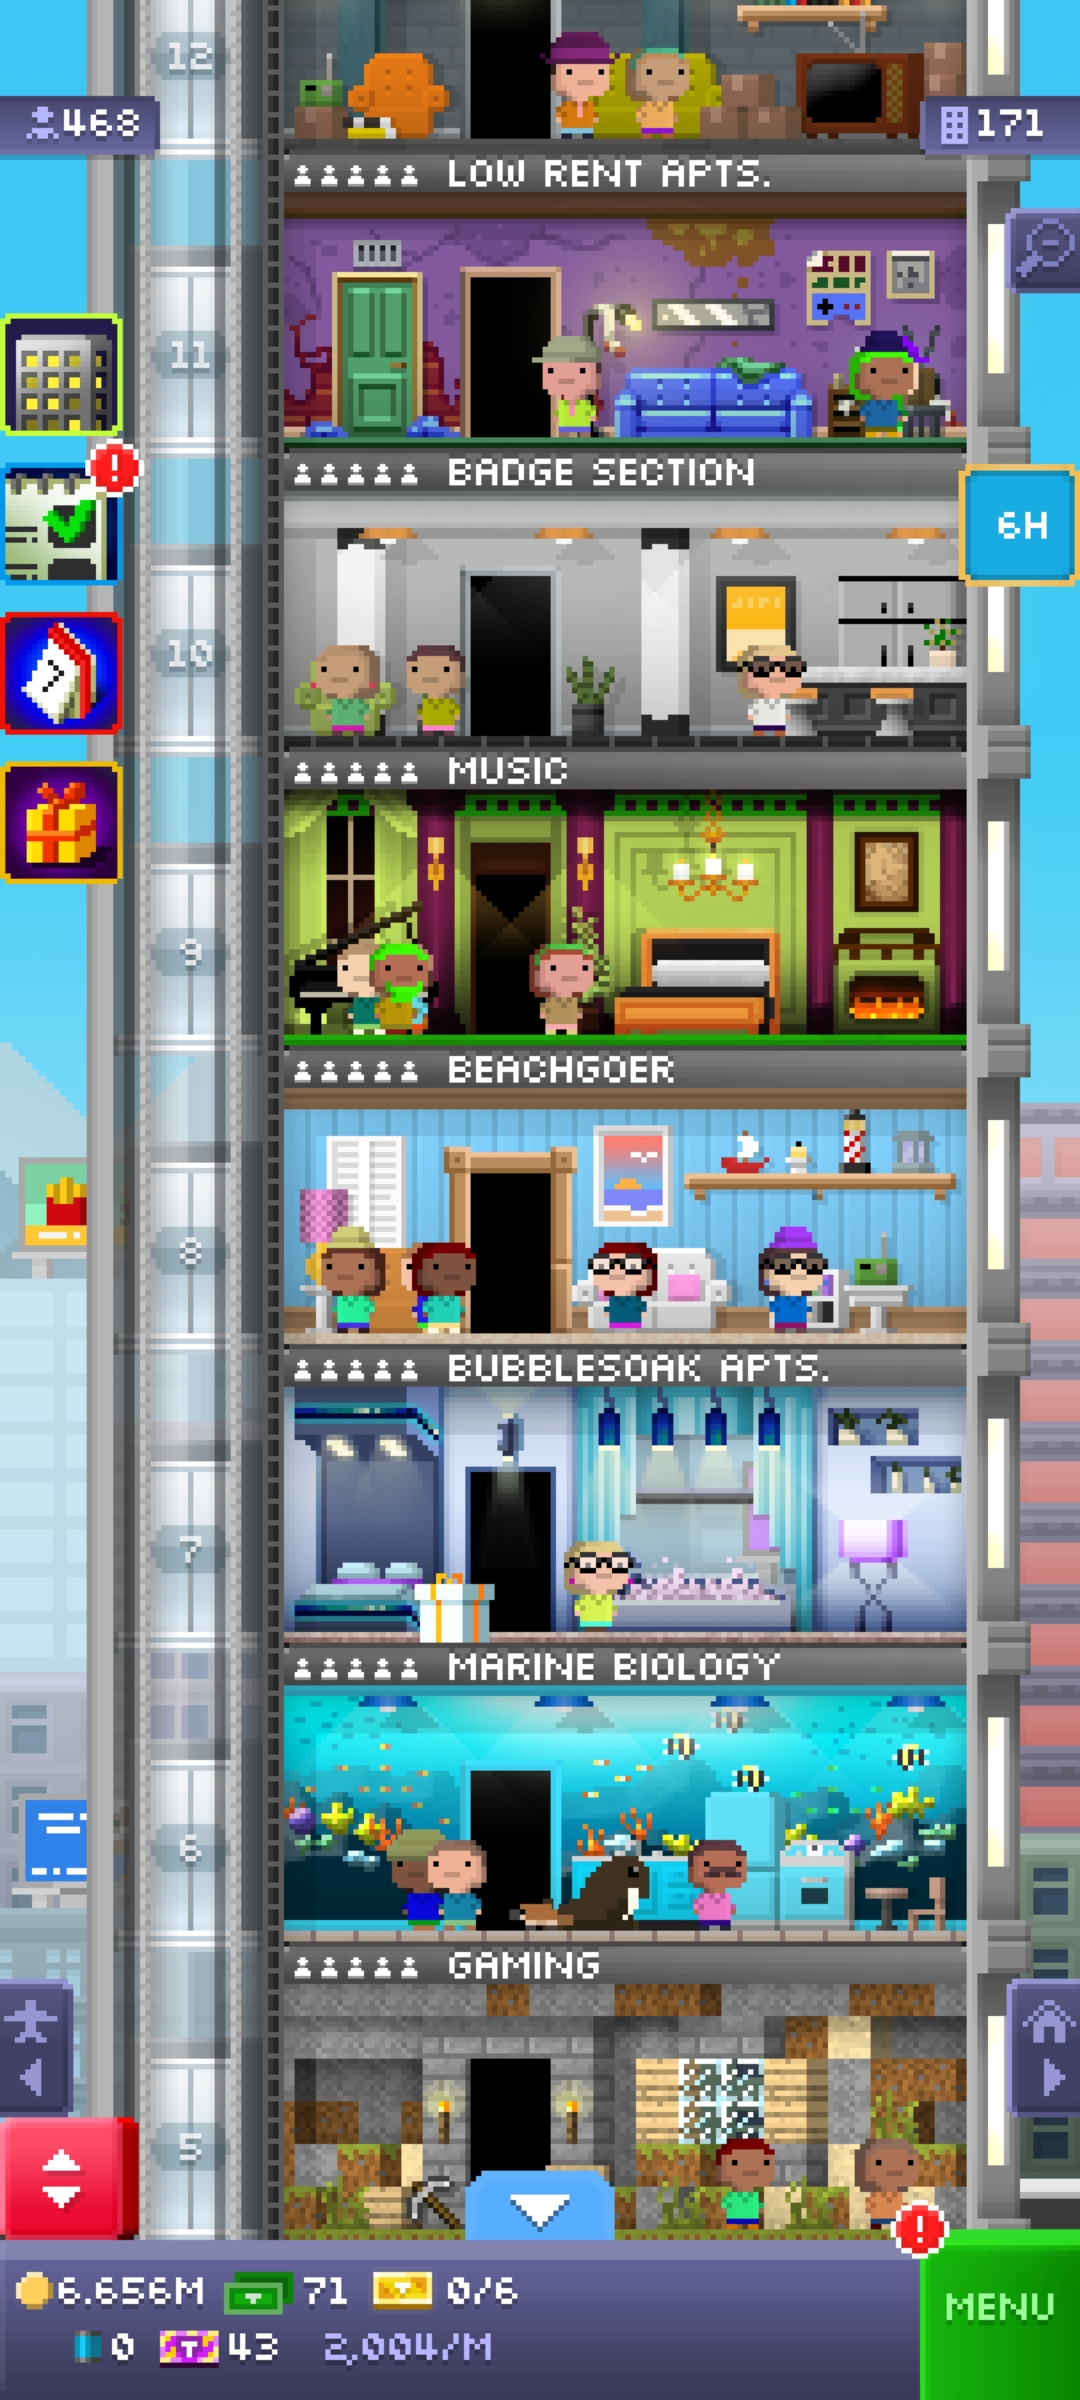 12
468
171
LOW RENT APTS.
11
BADGE SECTION
6H
10
MUSIC
9
BEACHGOER
8
BUBBLESOAK APTS.
7
MARINE BIOLOGY
6
GAMING
5
6.656M 71 0/6
MENU
0 T 43 2,004/M